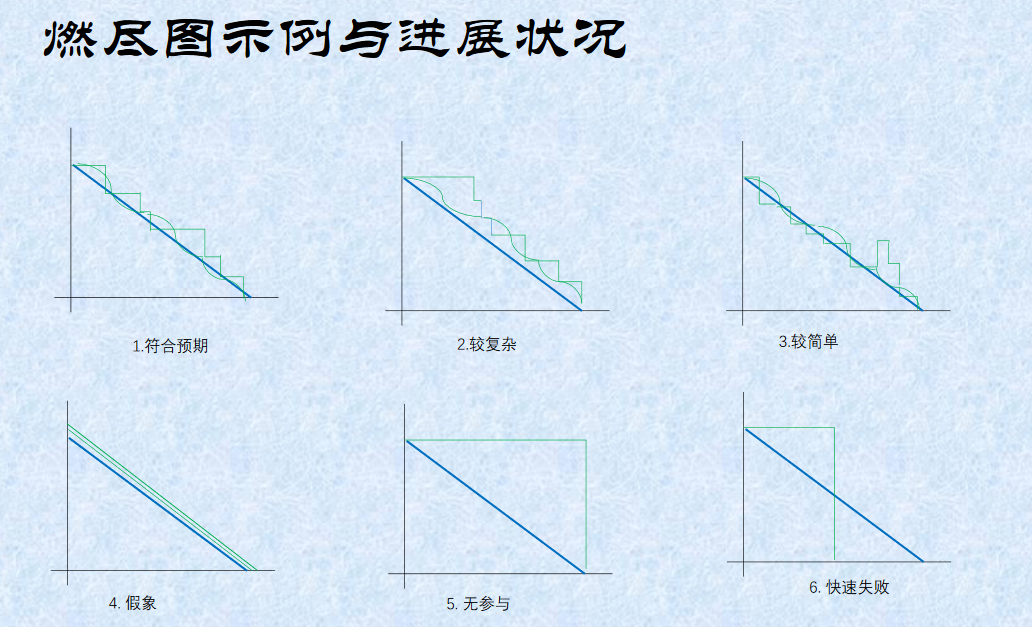 燃尽图示例与进展状况
1.符合预期
2.较复杂
3.较简单
4. 假象
5. 无参与
6. 快速失败